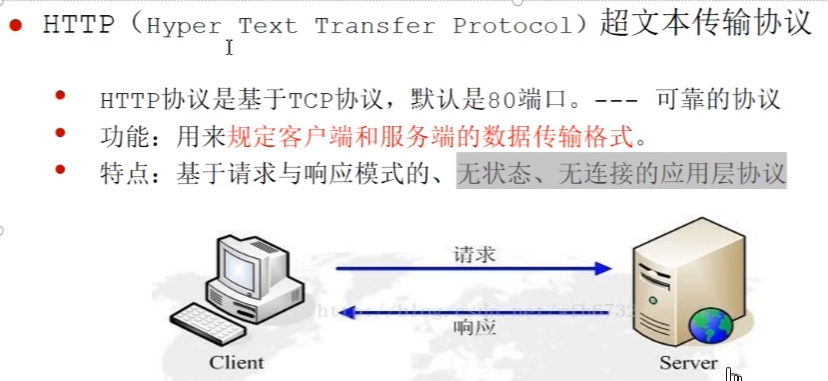 HTTP（Hyper Text Transfer Protocol）超文本传输协议
HTTP协议是基于TCP协议，默认是80端口。--- 可靠的协议
功能：用来规定客户端和服务端的数据传输格式。
特点：基于请求与响应模式的、无状态、无连接的应用层协议
请求
响应
Client
Server